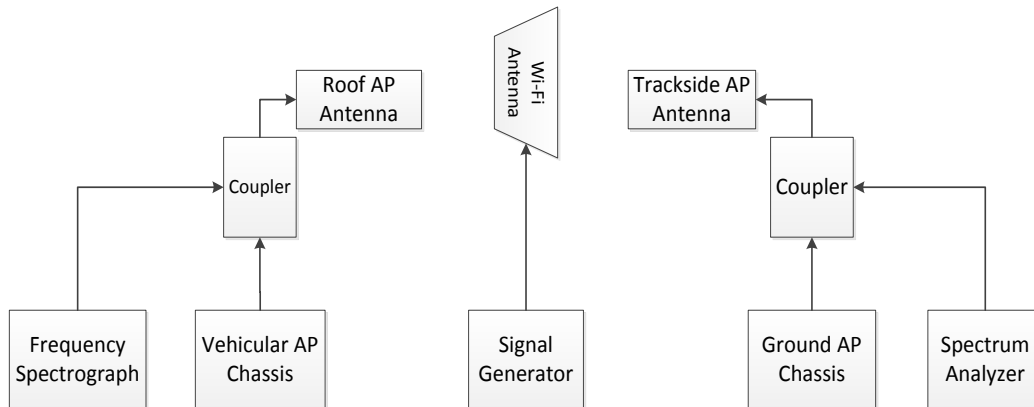 Roof AP
Antenna
Wi-Fi
Antenna
Trackside AP
Antenna
Coupler
Coupler
Frequency
Spectrograph
Vehicular AP
Chassis
Signal
Generator
Ground AP
Chassis
Spectrum
Analyzer